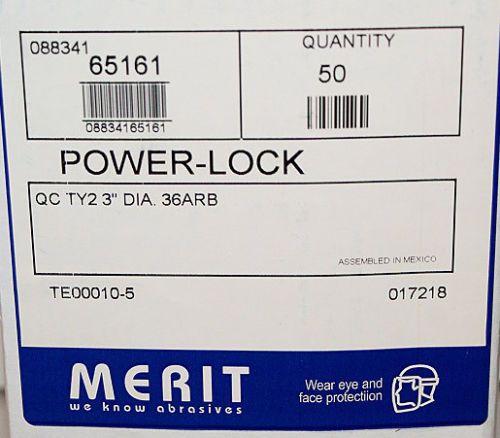 088341
65161
08834165161
QUANTITY
50
POWER-LOCK
QC TY2 3" DIA. 36ARB
ASSEMBLED IN MEXICO
TE00010-5
017218
MERIT
we know abrasives
Wear eye and
face protectiion